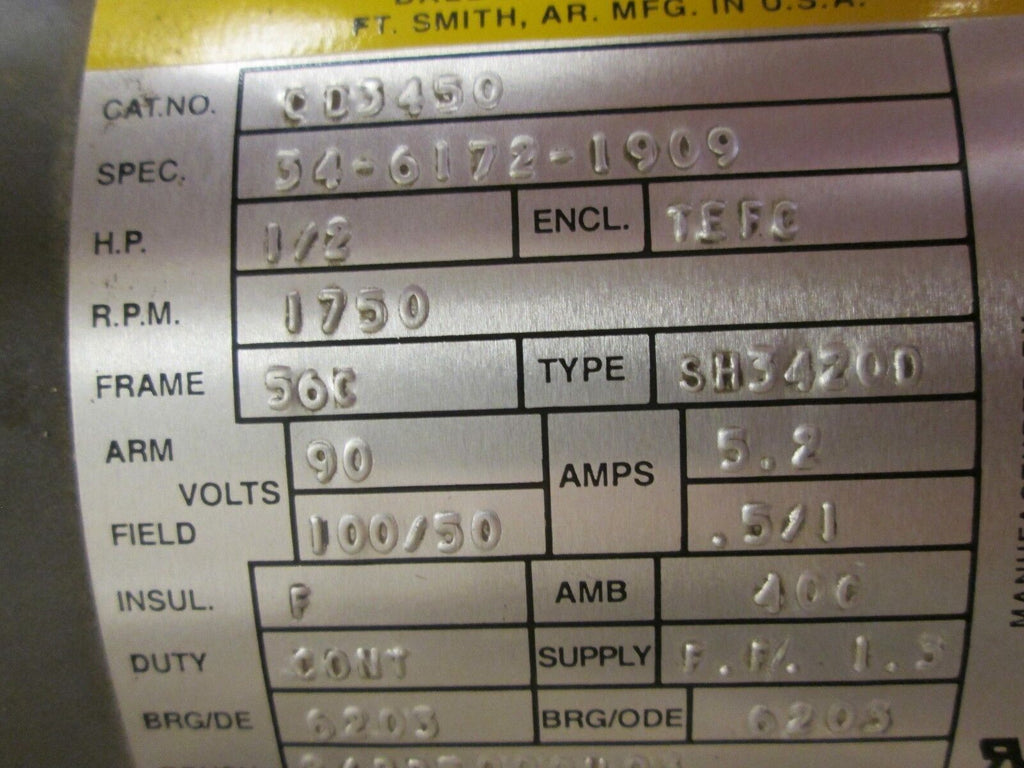 FT. SMITH, AR. MFG. IN U.S.A.
CAT.NO. CD3450
SPEC. 34-6172-1909
H.P. 1/2 ENCL. TEFC
R.P.M. 1750
FRAME 56C TYPE SH3420D
ARM VOLTS 90 AMPS 5.2
FIELD 100/50 .5/1
INSUL. F AMB 40C
DUTY CONT SUPPLY F.F/. 1.3
BRG/DE 6203 BRG/ODE 6203